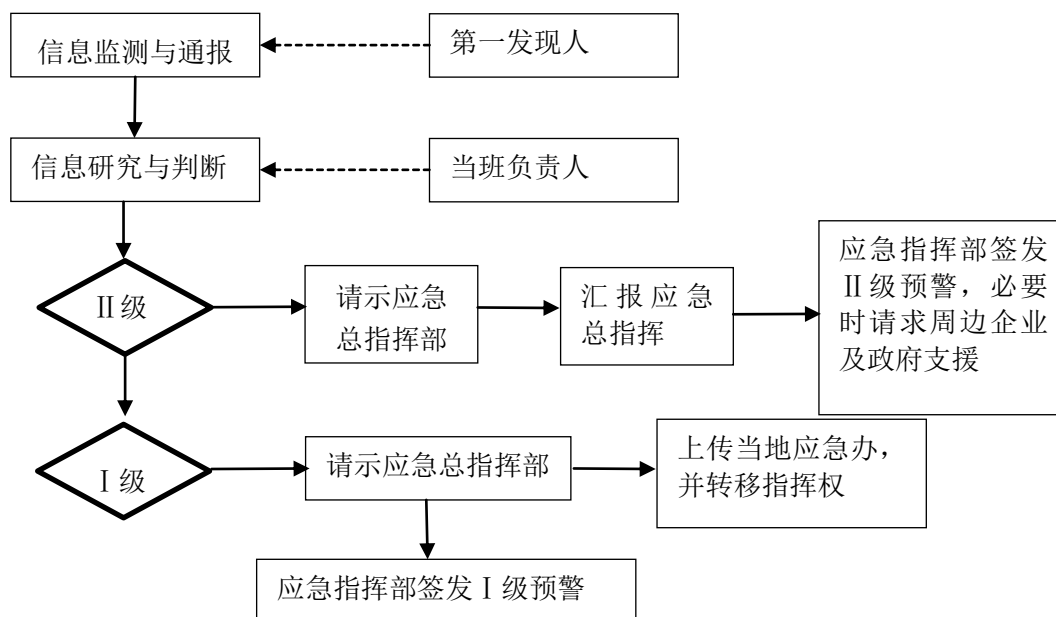 信息监测与通报
第一发现人
信息研究与判断
当班负责人
Ⅱ级
请示应急
总指挥部
汇报应急
总指挥
应急指挥部签发
Ⅱ级预警，必要
时请求周边企业
及政府支援
Ⅰ级
请示应急总指挥部
上传当地应急办，
并转移指挥权
应急指挥部签发Ⅰ级预警